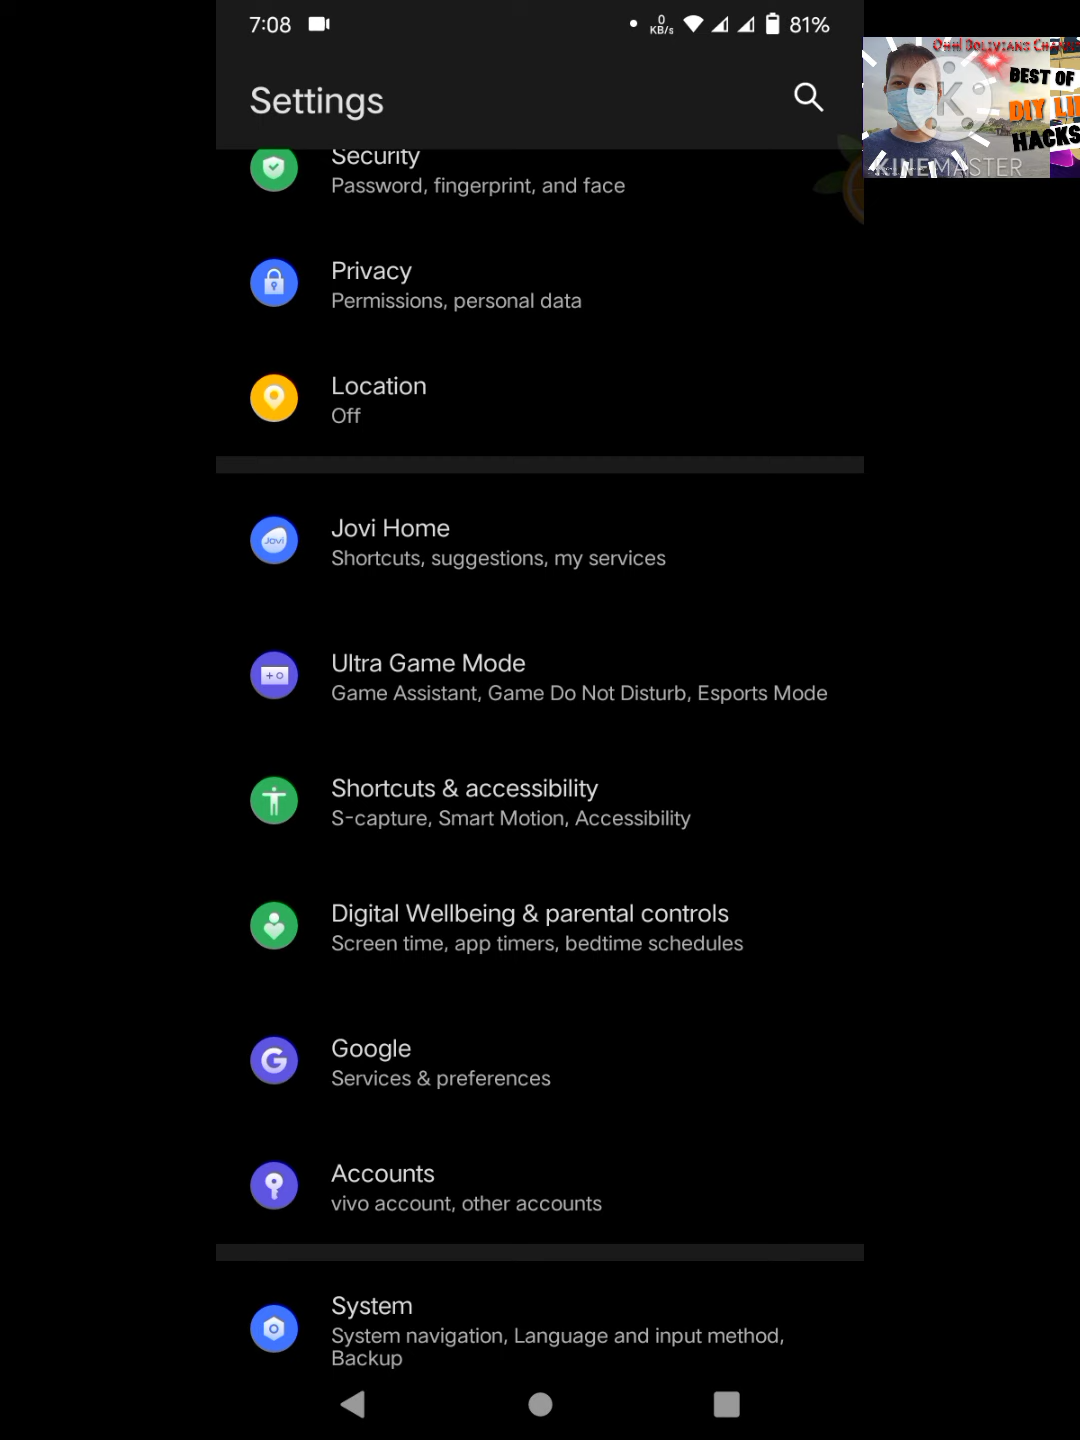 7:08
0
KB/s
81%
Settings
Security
Password, fingerprint, and face
Privacy
Permissions, personal data
Location
Off
Jovi
Jovi Home
Shortcuts, suggestions, my services
Ultra Game Mode
Game Assistant, Game Do Not Disturb, Esports Mode
Shortcuts & accessibility
S-capture, Smart Motion, Accessibility
Digital Wellbeing & parental controls
Screen time, app timers, bedtime schedules
G
Google
Services & preferences
Accounts
vivo account, other accounts
System
System navigation, Language and input method,
Backup
BEST OF
K
DIY
HACKS
KINEMASTER